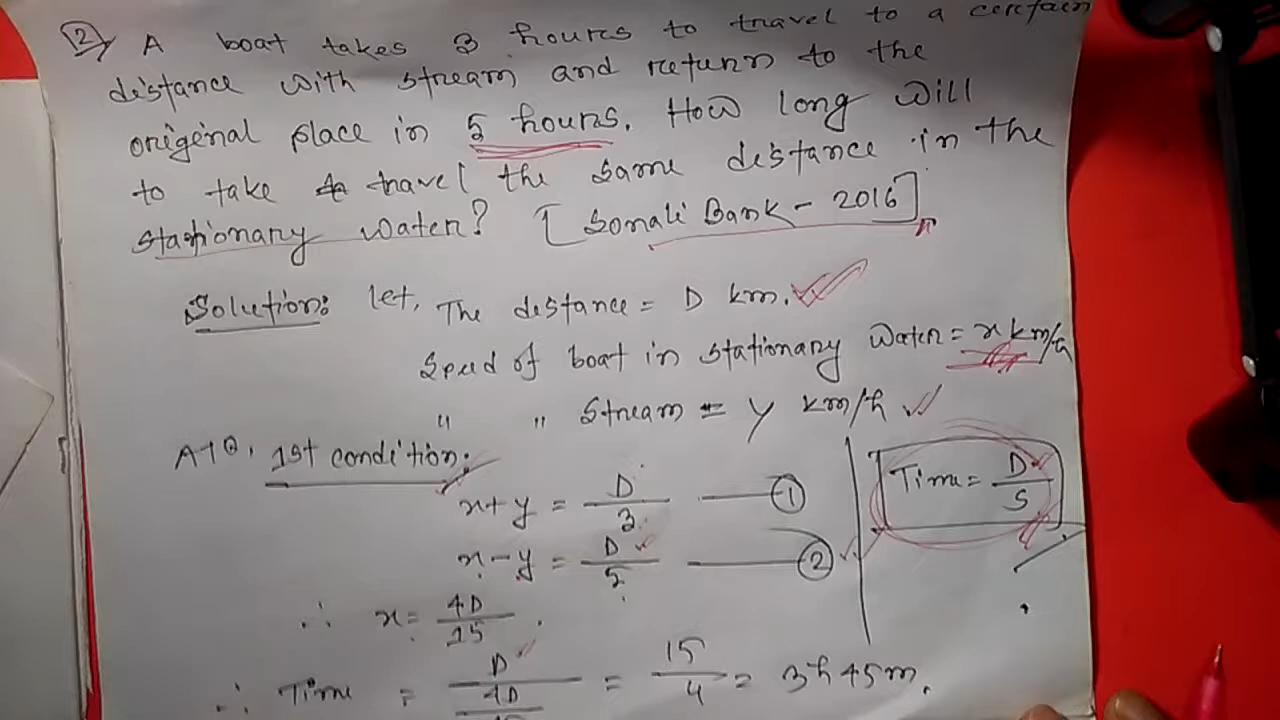 2) A boat takes 3 hours to travel to a certain
distance with stream and return to the
original place in 5 hours. How long will
to take travel the same distance in the
stationary water? [Sonali Bank - 2016]
Solution: let, The distance = D km.
Speed of boat in stationary water = x km/h
" " stream = y km/h
ATQ, 1st condition:
x+y = D/3 —— ①
x-y = D/5 —— ②
Time = D/S
∴ x = 4D/15
∴ Time = D/(4D/15) = 15/4 = 3h 45m.